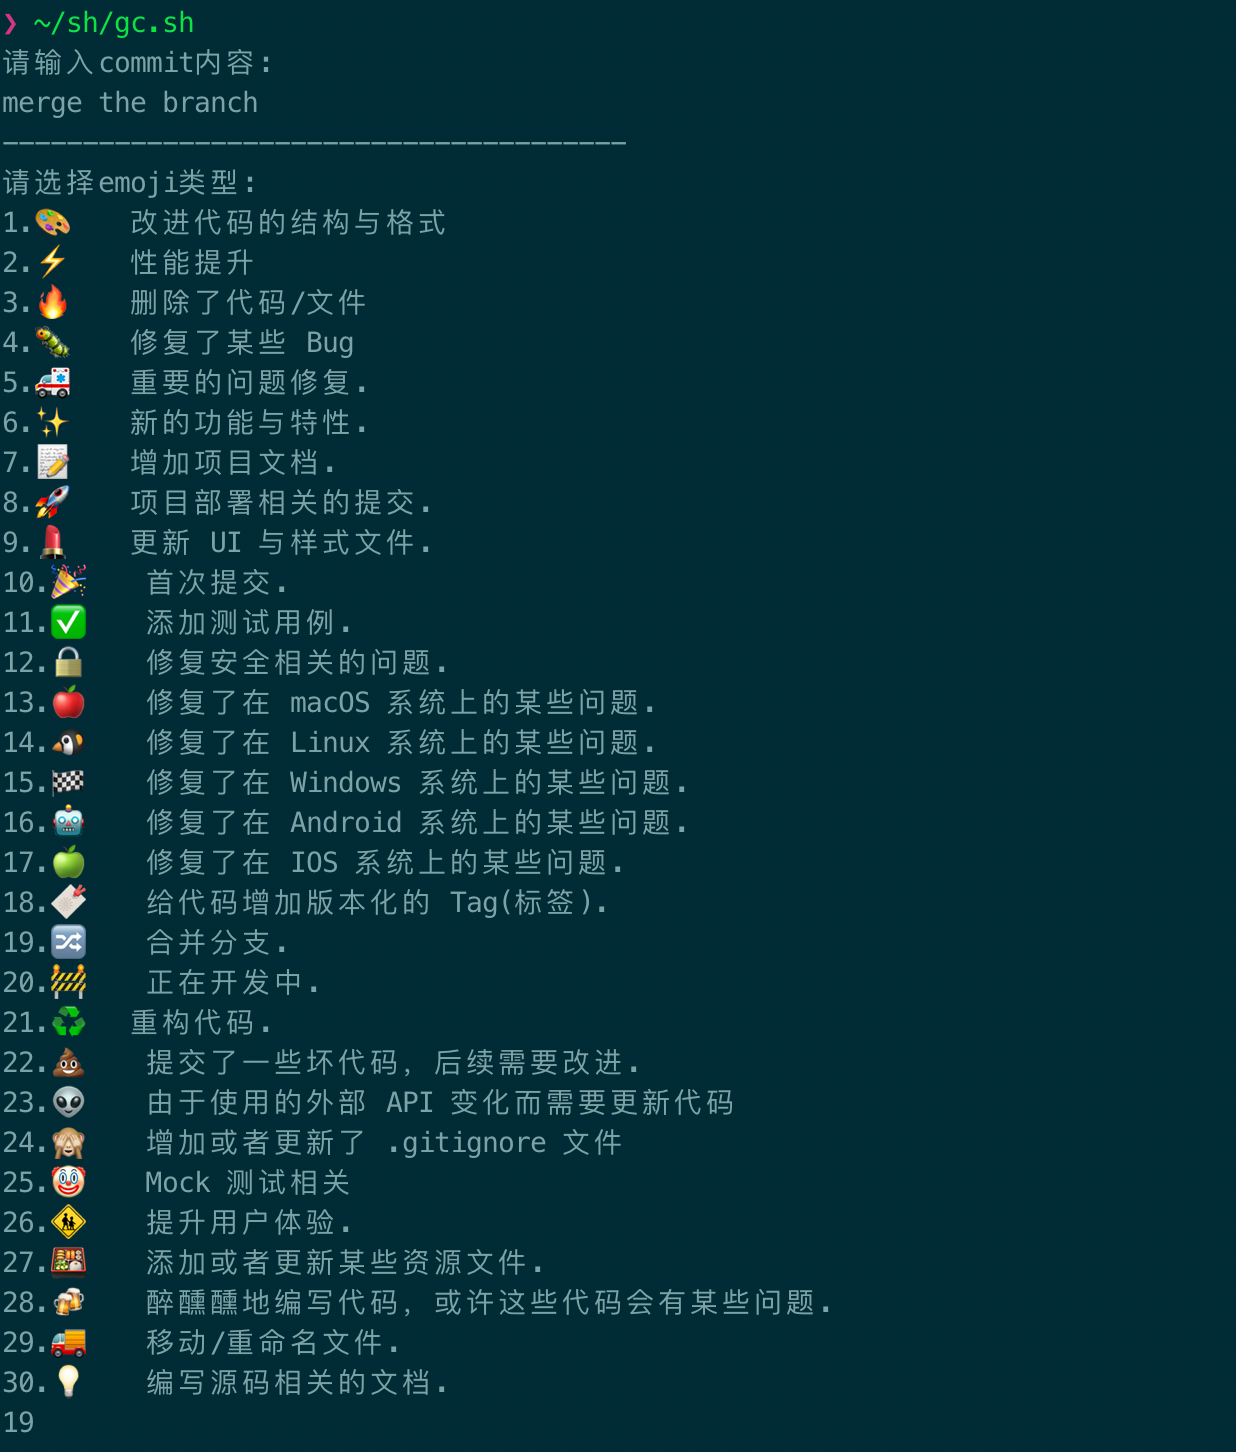 ❯ ~/sh/gc.sh
请输入commit内容:
merge the branch
---------------------------------------
请选择emoji类型:
1.🎨 改进代码的结构与格式
2.⚡ 性能提升
3.🔥 删除了代码/文件
4.🐛 修复了某些 Bug
5.🚑 重要的问题修复.
6.✨ 新的功能与特性.
7.📝 增加项目文档.
8.🚀 项目部署相关的提交.
9.💄 更新 UI 与样式文件.
10.🎉 首次提交.
11.✅ 添加测试用例.
12.🔒 修复安全相关的问题.
13.🍎 修复了在 macOS 系统上的某些问题.
14.🐧 修复了在 Linux 系统上的某些问题.
15.🏁 修复了在 Windows 系统上的某些问题.
16.🤖 修复了在 Android 系统上的某些问题.
17.🍏 修复了在 IOS 系统上的某些问题.
18.🔖 给代码增加版本化的 Tag(标签).
19.🔀 合并分支.
20.🚧 正在开发中.
21.♻️ 重构代码.
22.💩 提交了一些坏代码，后续需要改进.
23.👽 由于使用的外部 API 变化而需要更新代码
24.🙈 增加或者更新了 .gitignore 文件
25.🤡 Mock 测试相关
26.🚸 提升用户体验.
27.🍱 添加或者更新某些资源文件.
28.🍻 醉醺醺地编写代码，或许这些代码会有某些问题.
29.🚚 移动/重命名文件.
30.💡 编写源码相关的文档.
19